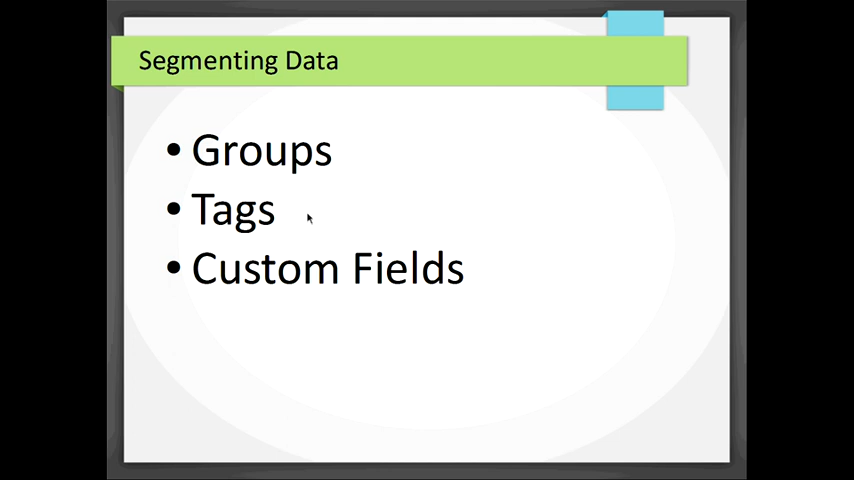 Segmenting Data
• Groups
• Tags
• Custom Fields